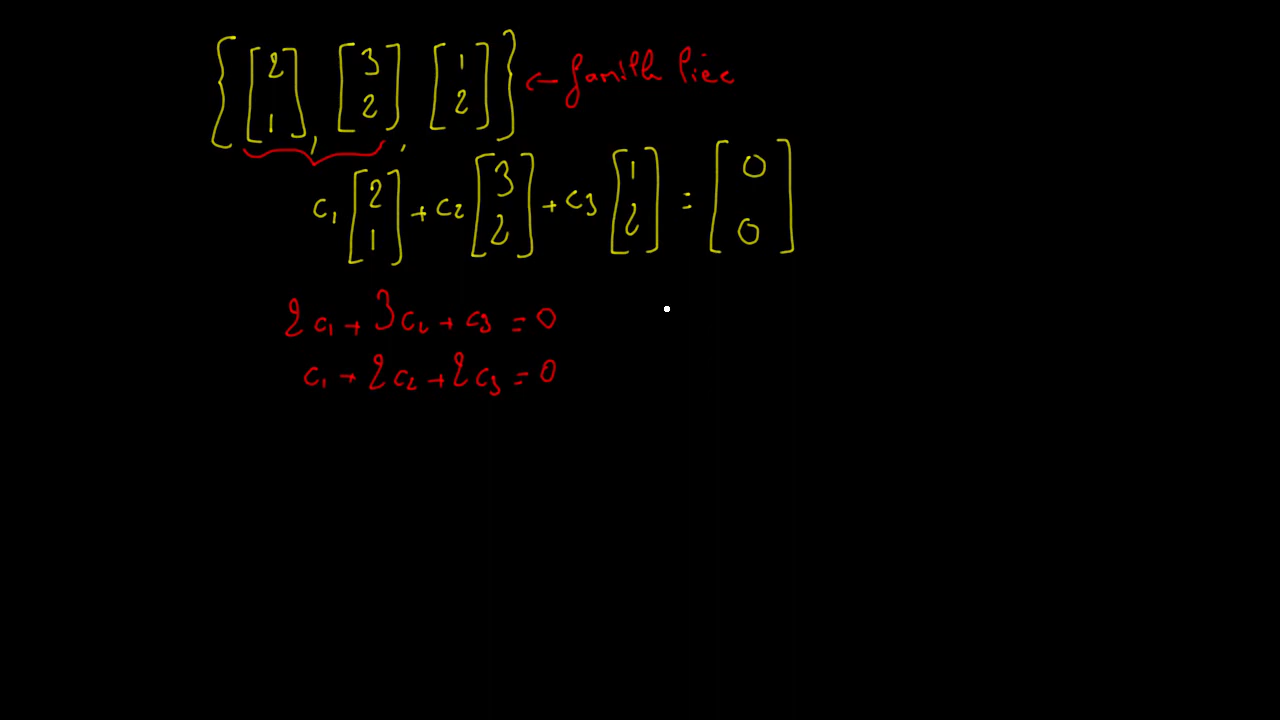 {[2 1], [3 2], [1 2]} ← famille liée
c₁[2 1] + c₂[3 2] + c₃[1 2] = [0 0]
2c₁ + 3c₂ + c₃ = 0
c₁ + 2c₂ + 2c₃ = 0